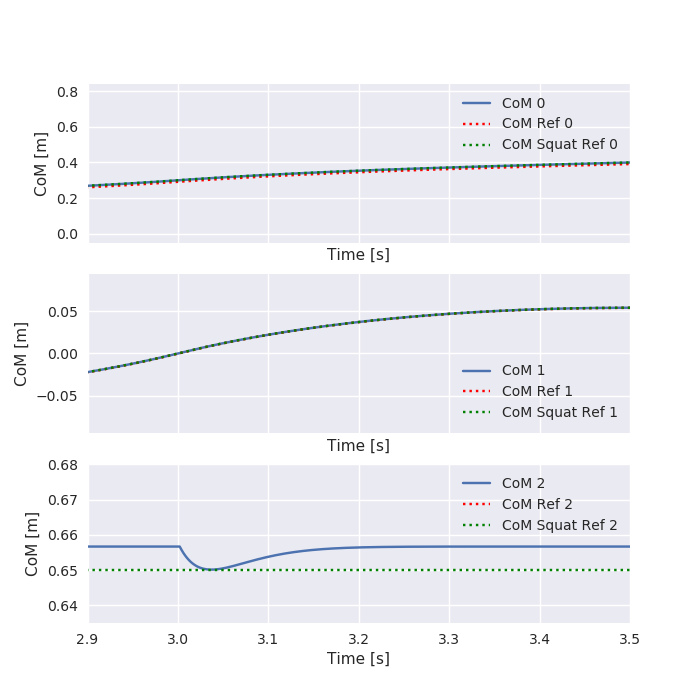 0.8
0.6
0.4
0.2
0.0
CoM [m]
CoM 0
CoM Ref 0
CoM Squat Ref 0
Time [s]
0.05
0.00
−0.05
CoM [m]
CoM 1
CoM Ref 1
CoM Squat Ref 1
Time [s]
0.68
0.67
0.66
0.65
0.64
CoM [m]
CoM 2
CoM Ref 2
CoM Squat Ref 2
2.9 3.0 3.1 3.2 3.3 3.4 3.5
Time [s]